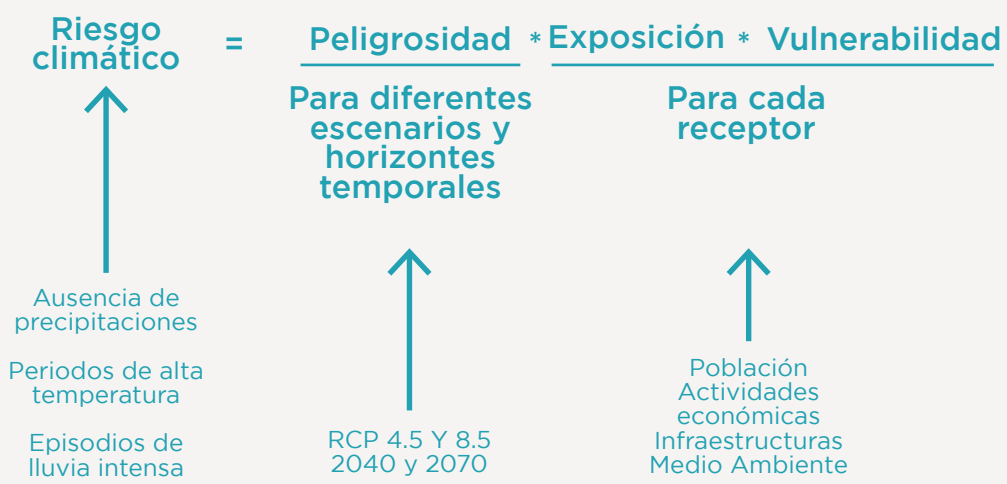 Riesgo
climático
=
Peligrosidad * Exposición * Vulnerabilidad
Para diferentes
escenarios y
horizontes
temporales
Para cada
receptor
Ausencia de
precipitaciones
Periodos de alta
temperatura
Episodios de
lluvia intensa
RCP 4.5 Y 8.5
2040 y 2070
Población
Actividades
económicas
Infraestructuras
Medio Ambiente